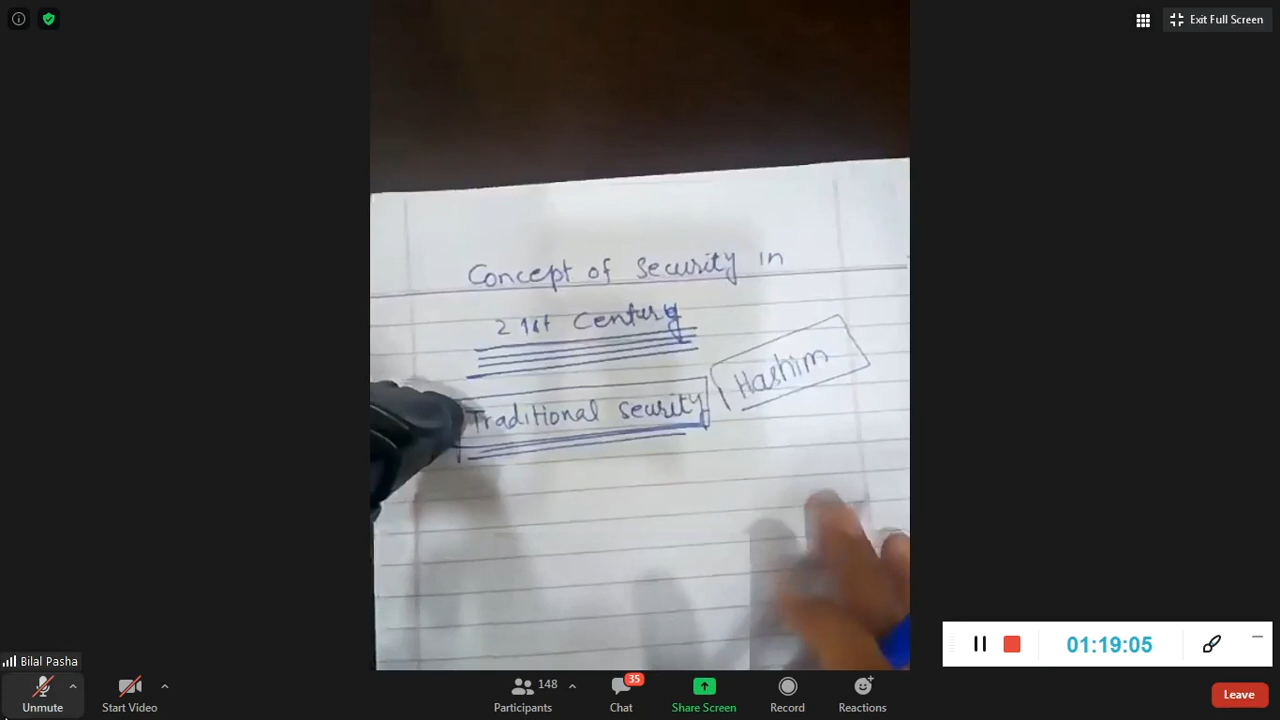 Exit Full Screen
Concept of security in
21st Century
Hashim
Traditional security
Bilal Pasha
01:19:05
Unmute
Start Video
148
Participants
35
Chat
Share Screen
Record
Reactions
Leave